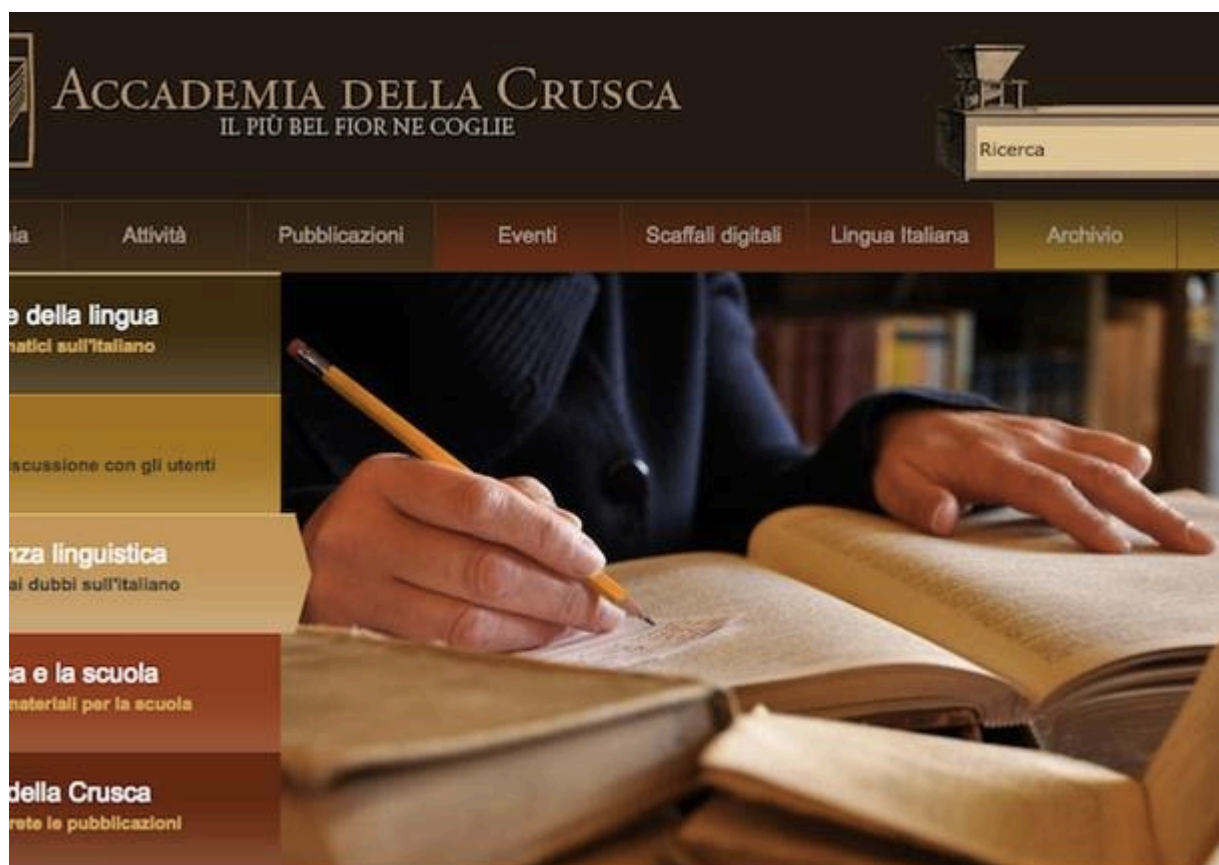 ACCADEMIA DELLA CRUSCA
IL PIÙ BEL FIOR NE COGLIE
Ricerca
Attività
Pubblicazioni
Eventi
Scaffali digitali
Lingua Italiana
Archivio
della lingua
sull'italiano
con gli utenti
linguistica
ai dubbi sull'italiano
e la scuola
materiali per la scuola
della Crusca
le pubblicazioni